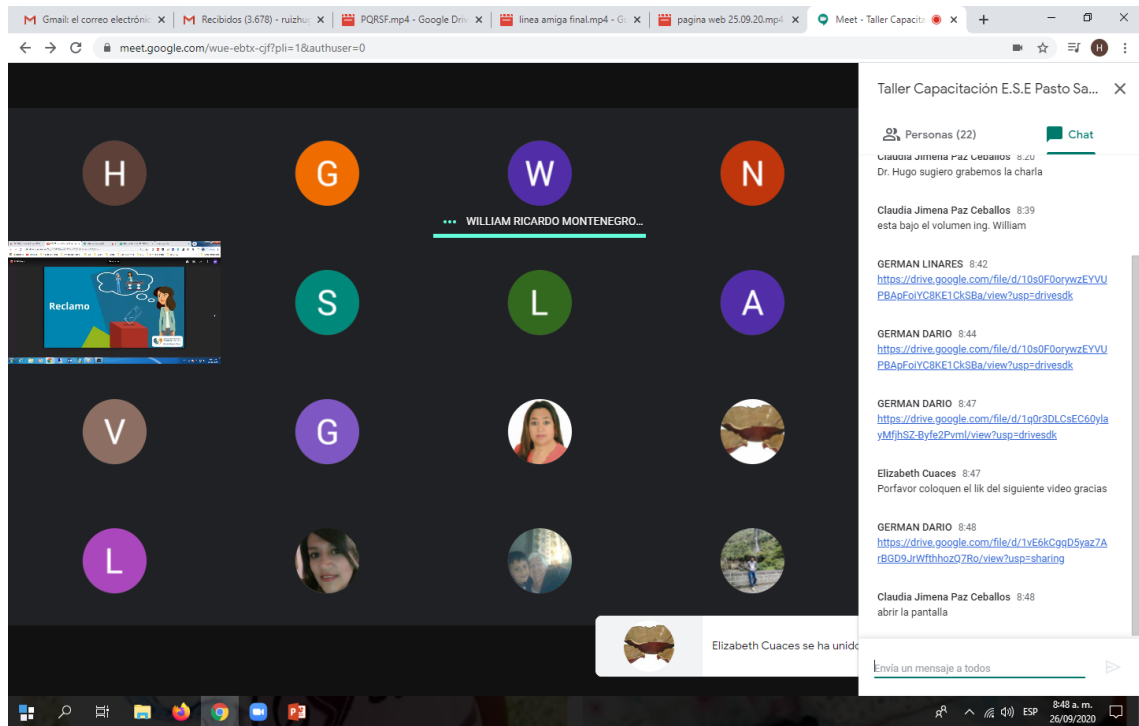 Gmail: el correo electrónic
Recibidos (3.678) - ruizhug
PQRSF.mp4 - Google Driv
linea amiga final.mp4 - Go
pagina web 25.09.20.mp4
Meet - Taller Capacita
meet.google.com/wue-ebtx-cjf?pli=1&authuser=0
H
H
G
W
N
WILLIAM RICARDO MONTENEGRO...
Reclamo
S
L
A
V
G
L
Elizabeth Cuaces se ha unido
Taller Capacitación E.S.E Pasto Sa...
Personas (22)
Chat
Claudia Jimena Paz Ceballos 8:20
Dr. Hugo sugiero grabemos la charla
Claudia Jimena Paz Ceballos 8:39
esta bajo el volumen ing. William
GERMAN LINARES 8:42
https://drive.google.com/file/d/10s0F0orywzEYVU
PBApFoiYC8KE1CkSBa/view?usp=drivesdk
GERMAN DARIO 8:44
https://drive.google.com/file/d/10s0F0orywzEYVU
PBApFoiYC8KE1CkSBa/view?usp=drivesdk
GERMAN DARIO 8:47
https://drive.google.com/file/d/1q0r3DLCsEC60yla
yMfjhSZ-Byfe2Pvml/view?usp=drivesdk
Elizabeth Cuaces 8:47
Porfavor coloquen el lik del siguiente video gracias
GERMAN DARIO 8:48
https://drive.google.com/file/d/1vE6kCgqD5yaz7A
rBGD9JrWfthhozQ7Ro/view?usp=sharing
Claudia Jimena Paz Ceballos 8:48
abrir la pantalla
Envía un mensaje a todos
ESP
8:48 a. m.
26/09/2020